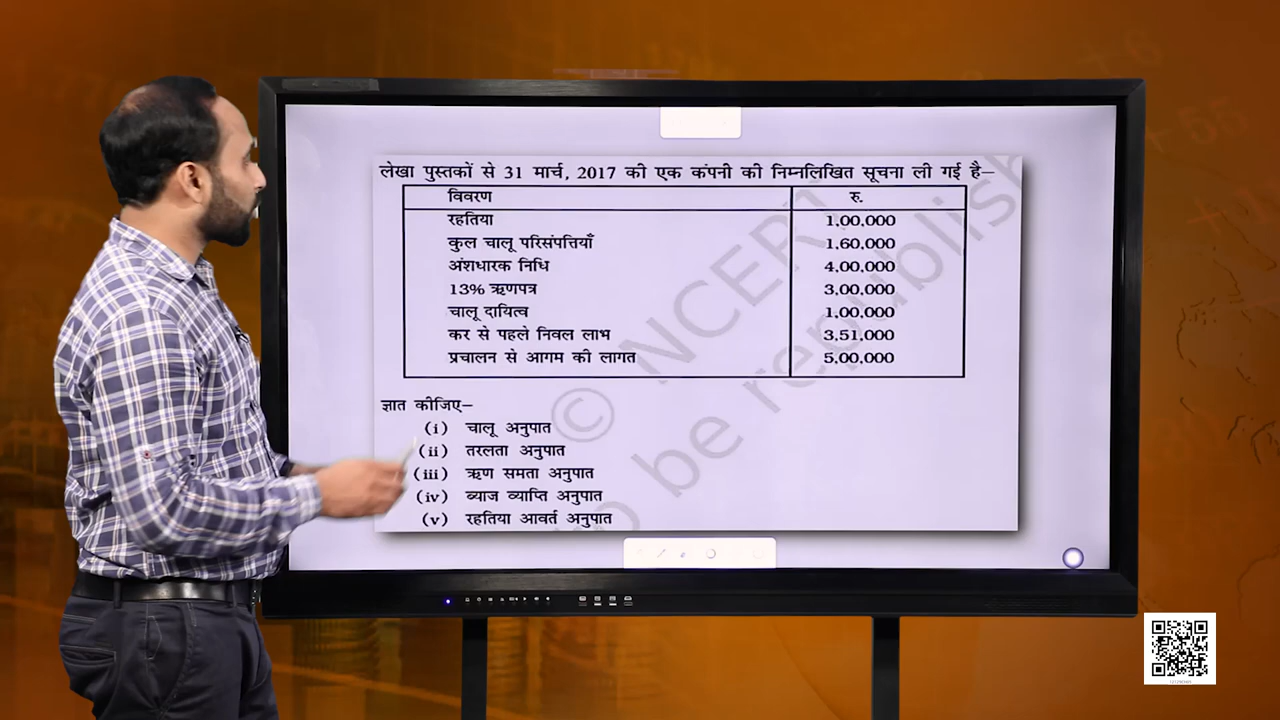 लेखा पुस्तकों से 31 मार्च, 2017 की एक कंपनी की निम्नलिखित सूचना ली गई है–
विवरण रु.
रहतिया 1,00,000
कुल चालू परिसंपत्तियाँ 1,60,000
अंशधारक निधि 4,00,000
13% ऋणपत्र 3,00,000
चालू दायित्व 1,00,000
कर से पहले निवल लाभ 3,51,000
प्रचालन से आगम की लागत 5,00,000
ज्ञात कीजिए–
(i) चालू अनुपात
(ii) तरलता अनुपात
(iii) ऋण समता अनुपात
(iv) ब्याज व्याप्ति अनुपात
(v) रहतिया आवर्त अनुपात
© NCERT
be republish